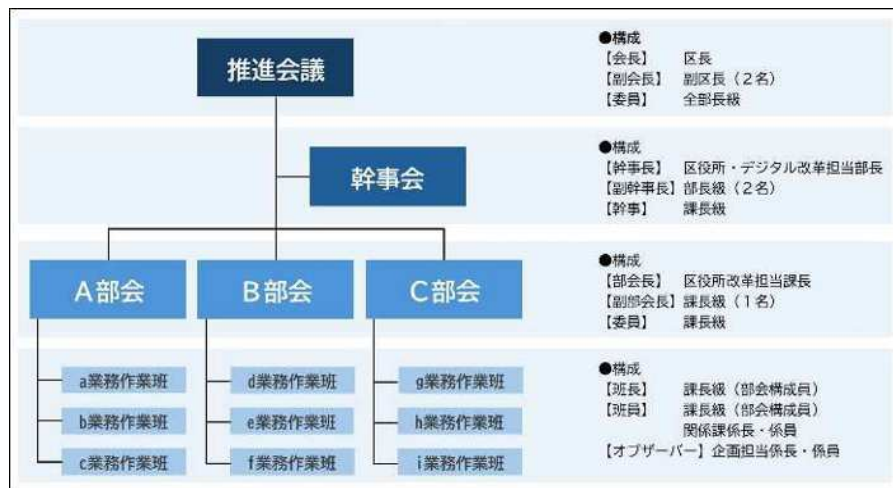 推進会議
●構成
【会長】 区長
【副会長】 副区長（２名）
【委員】 全部長級
幹事会
●構成
【幹事長】 区役所・デジタル改革担当部長
【副幹事長】部長級（２名）
【幹事】 課長級
A部会
B部会
C部会
●構成
【部会長】 区役所改革担当課長
【副部会長】課長級（１名）
【委員】 課長級
a業務作業班
d業務作業班
g業務作業班
b業務作業班
e業務作業班
h業務作業班
c業務作業班
f業務作業班
i業務作業班
●構成
【班長】 課長級（部会構成員）
【班員】 課長級（部会構成員）
関係課係長・係員
【オブザーバー】企画担当係長・係員